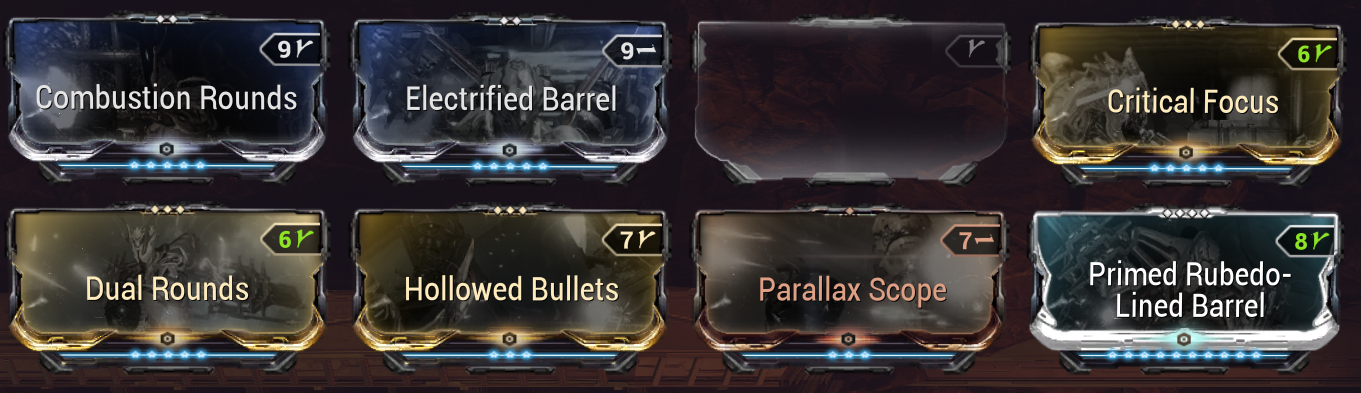 9
Combustion Rounds
9
Electrified Barrel
6
Critical Focus
6
Dual Rounds
7
Hollowed Bullets
7
Parallax Scope
8
Primed Rubedo-
Lined Barrel